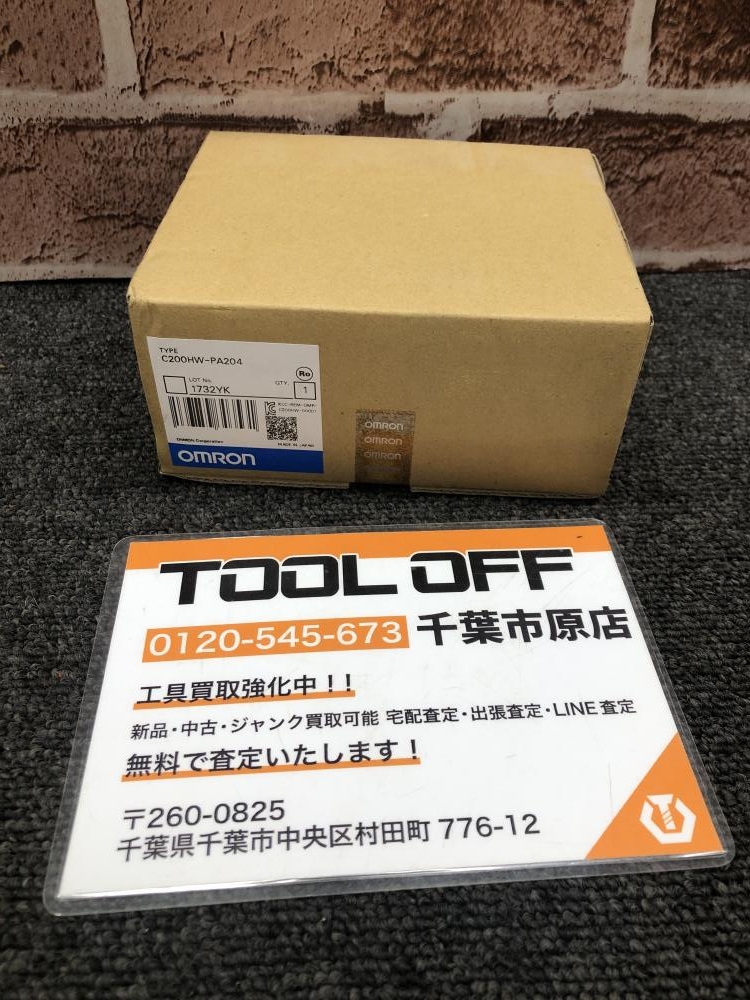 TYPE
C200HW-PA204
Ro
LOT No.
1732YK
QTY.
1
OMRON Corporation
MADE IN JAPAN
OMRON
OMRON
OMRON
OMRON
TOOL OFF
0120-545-673 千葉市原店
工具買取強化中！！
新品・中古・ジャンク買取可能 宅配査定・出張査定・LINE査定
無料で査定いたします！
〒260-0825
千葉県千葉市中央区村田町 776-12